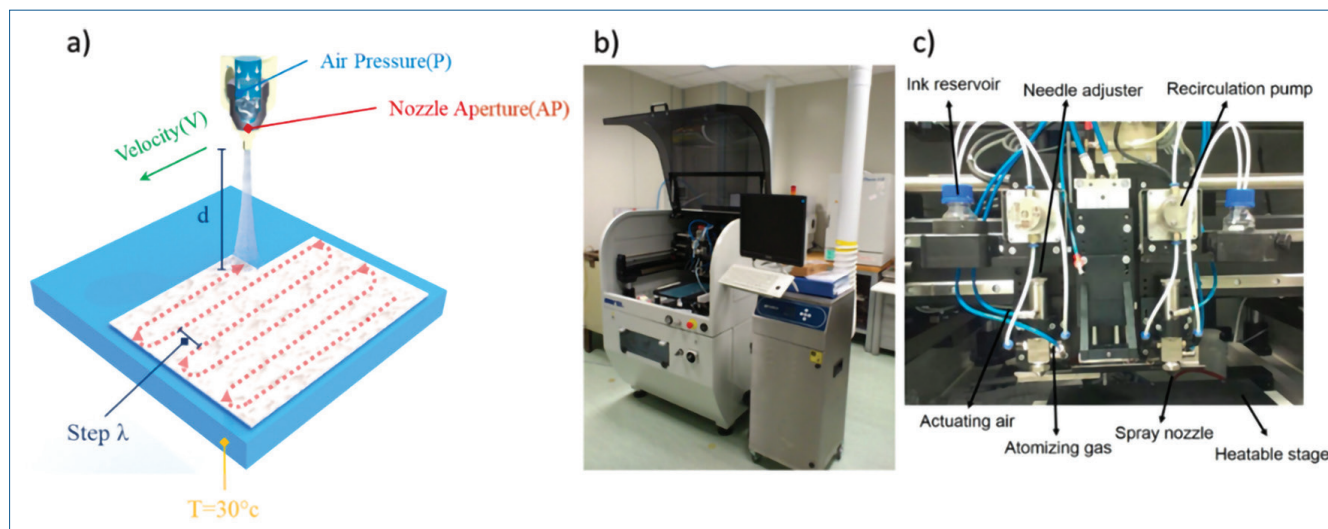 a)
Air Pressure(P)
Nozzle Aperture(AP)
Velocity(V)
d
Step λ
T=30°c
b)
c)
Ink reservoir
Needle adjuster
Recirculation pump
Actuating air
Atomizing gas
Spray nozzle
Heatable stage